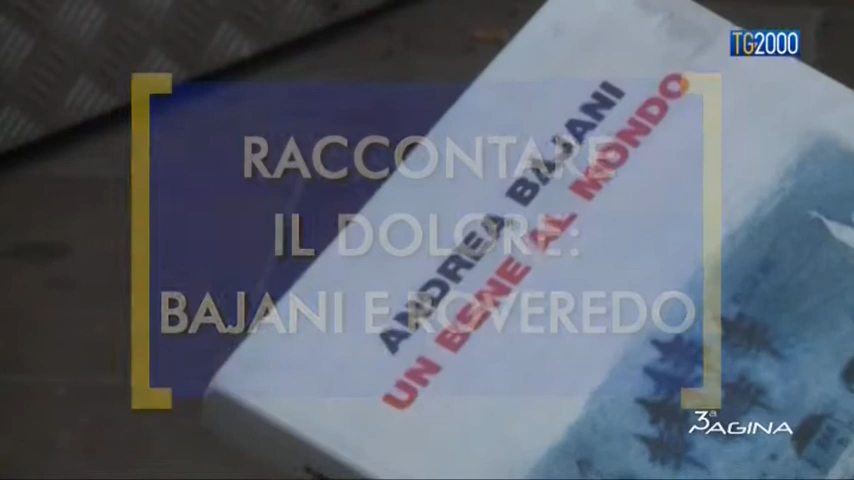 TG2000
RACCONTARE
IL DOLORE:
BAJANI E ROVEREDO
ANDREA BAJANI
UN BENE AL MONDO
3ª PAGINA